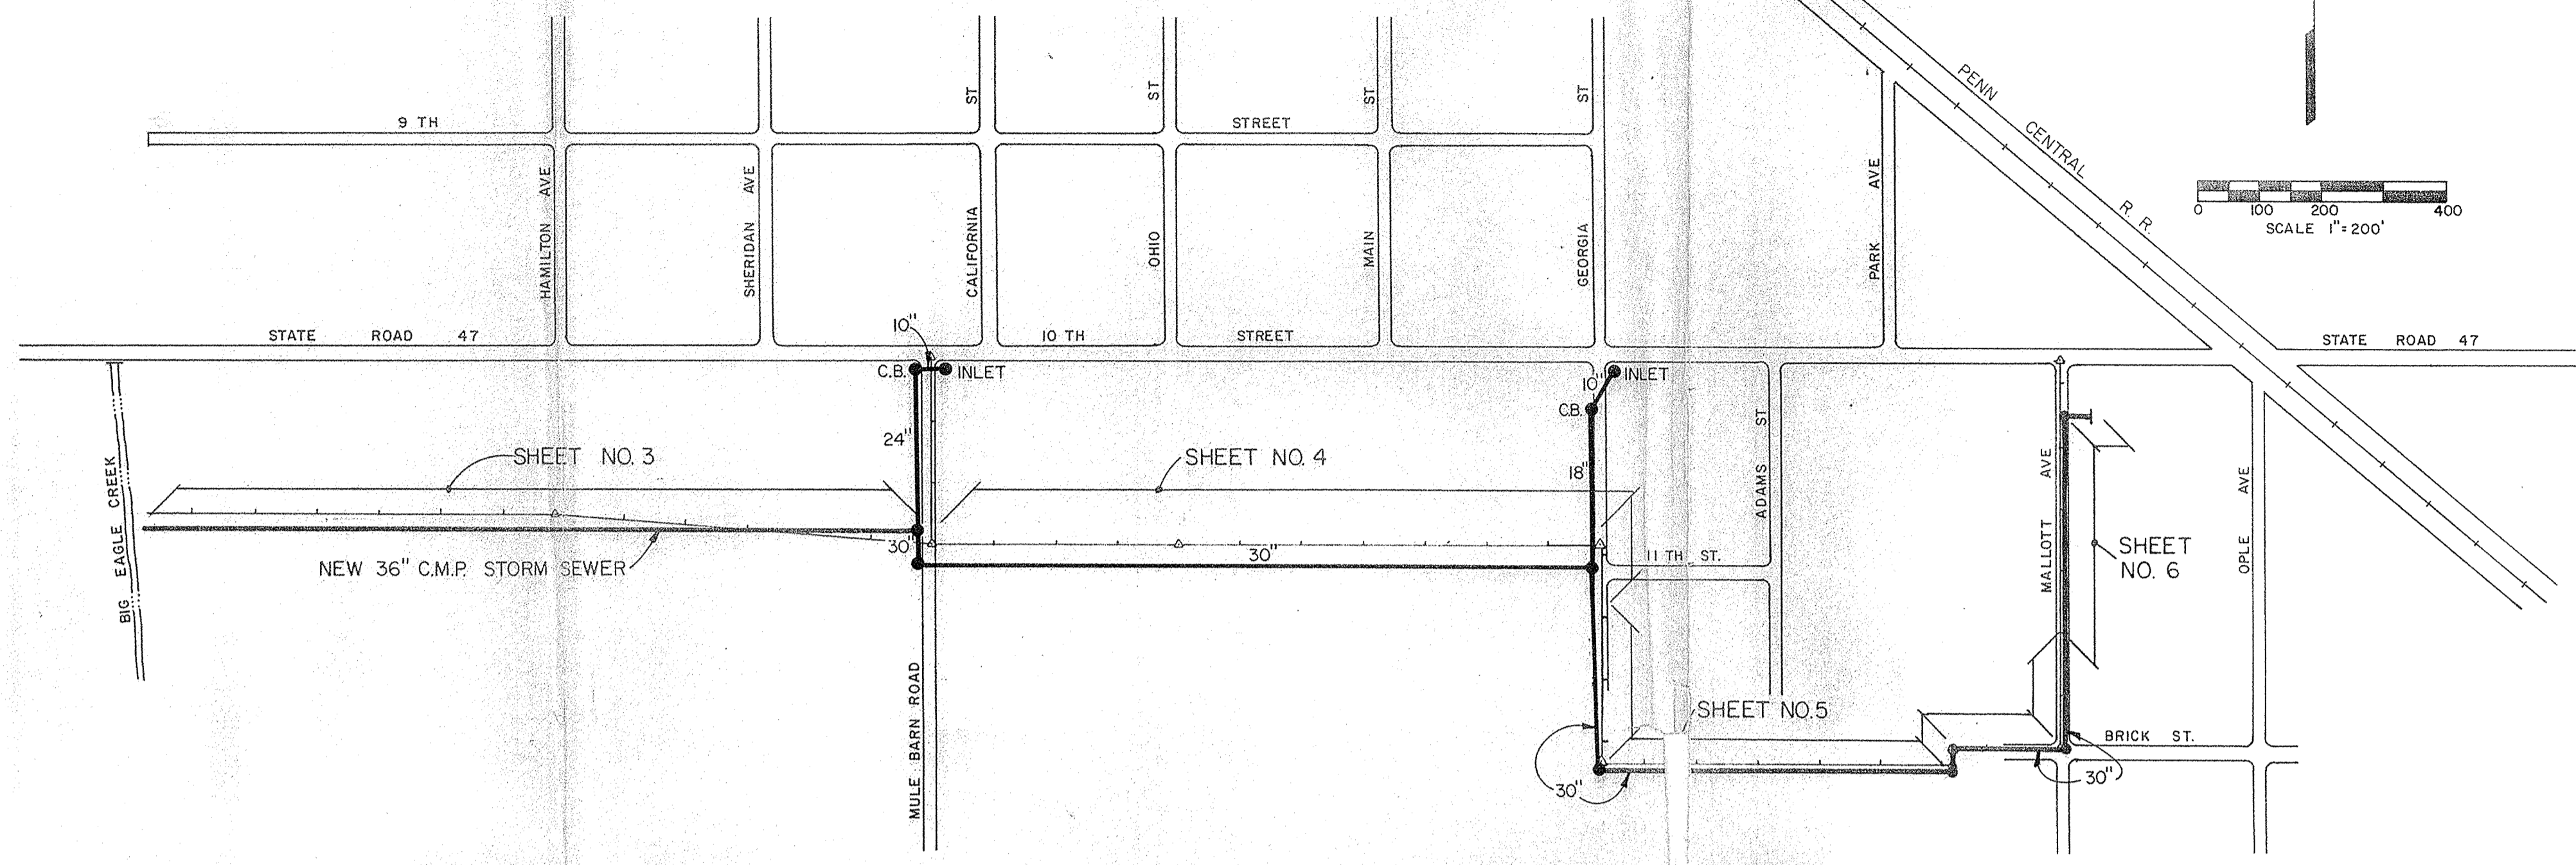 PENN CENTRAL R. R.
9 TH STREET
HAMILTON AVE
SHERIDAN AVE
CALIFORNIA ST
OHIO ST
MAIN ST
GEORGIA ST
PARK AVE
0 100 200 400
SCALE 1"=200'
STATE ROAD 47
10 TH STREET
STATE ROAD 47
10"
C.B.
INLET
24"
10"
INLET
C.B.
18"
BIG EAGLE CREEK
SHEET NO. 3
SHEET NO. 4
ADAMS ST
MALLOTT AVE
OPLE AVE
SHEET
NO. 6
30"
30"
11 TH ST.
NEW 36" C.M.P. STORM SEWER
MULE BARN ROAD
SHEET NO.5
BRICK ST.
30"
30"